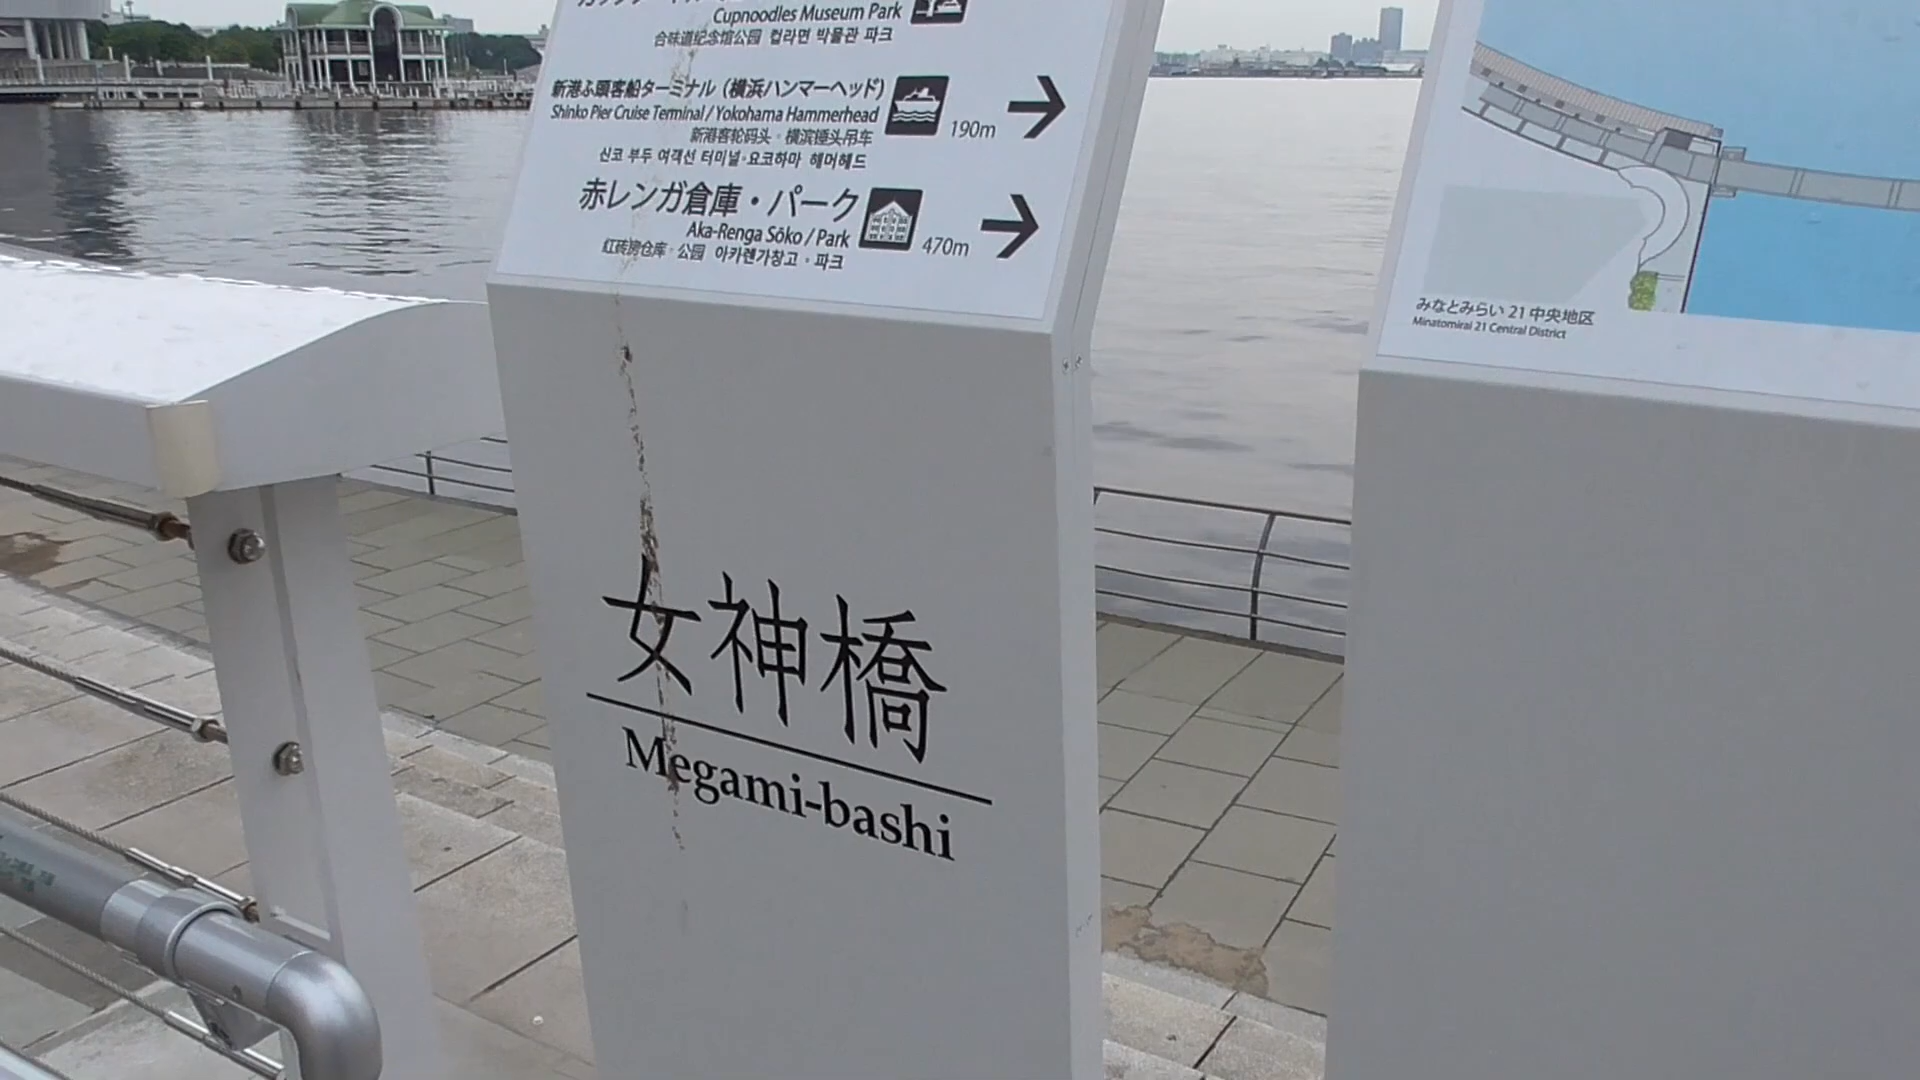 Cupnoodles Museum Park
合味道纪念馆公园 컵라면 박물관 파크
新港ふ頭客船ターミナル（横浜ハンマーヘッド）
Shinko Pier Cruise Terminal / Yokohama Hammerhead
190m
新港客轮码头・横滨锤头吊车
신코 부두 여객선 터미널・요코하마 해머헤드
赤レンガ倉庫・パーク
Aka-Renga Sōko / Park
470m
红砖房仓库・公园 아카렌가창고・파크
女神橋
Megami-bashi
みなとみらい 21 中央地区
Minatomirai 21 Central District